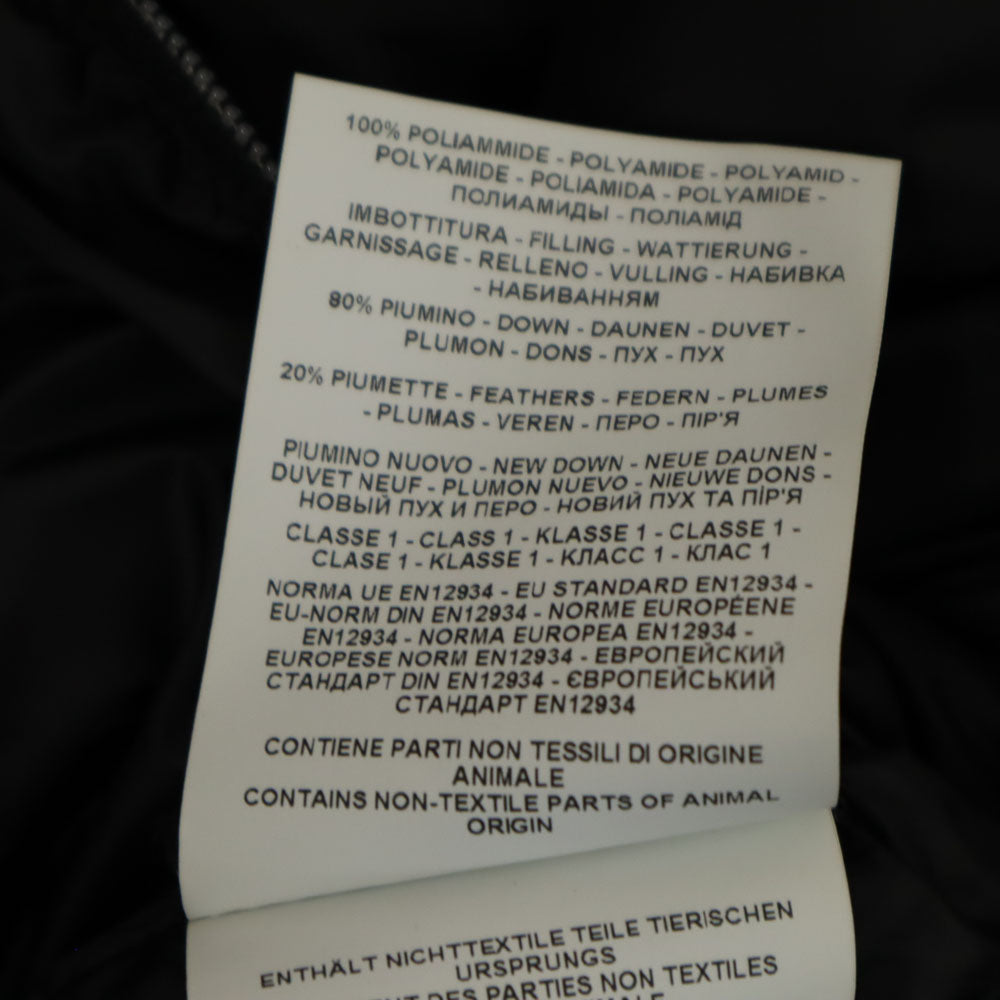 100% POLIAMMIDE - POLYAMIDE - POLYAMID -
POLYAMIDE - POLIAMIDA - POLYAMIDE -
ПОЛИАМИДЫ - ПОЛІАМІД
IMBOTTITURA - FILLING - WATTIERUNG -
GARNISSAGE - RELLENO - VULLING - НАБИВКА
- НАБИВАННЯМ
80% PIUMINO - DOWN - DAUNEN - DUVET -
PLUMON - DONS - ПУХ - ПУХ
20% PIUMETTE - FEATHERS - FEDERN - PLUMES
- PLUMAS - VEREN - ПЕРО - ПІР'Я
PIUMINO NUOVO - NEW DOWN - NEUE DAUNEN -
DUVET NEUF - PLUMON NUEVO - NIEUWE DONS -
НОВЫЙ ПУХ И ПЕРО - НОВИЙ ПУХ ТА ПІР'Я
CLASSE 1 - CLASS 1 - KLASSE 1 - CLASSE 1 -
CLASE 1 - KLASSE 1 - КЛАСС 1 - КЛАС 1
NORMA UE EN12934 - EU STANDARD EN12934 -
EU-NORM DIN EN12934 - NORME EUROPÉENE
EN12934 - NORMA EUROPEA EN12934 -
EUROPESE NORM EN12934 - ЕВРОПЕЙСКИЙ
СТАНДАРТ DIN EN12934 - ЄВРОПЕЙСЬКИЙ
СТАНДАРТ EN12934
CONTIENE PARTI NON TESSILI DI ORIGINE
ANIMALE
CONTAINS NON-TEXTILE PARTS OF ANIMAL
ORIGIN
ENTHÄLT NICHTTEXTILE TEILE TIERISCHEN
URSPRUNGS
DES PARTIES NON TEXTILES